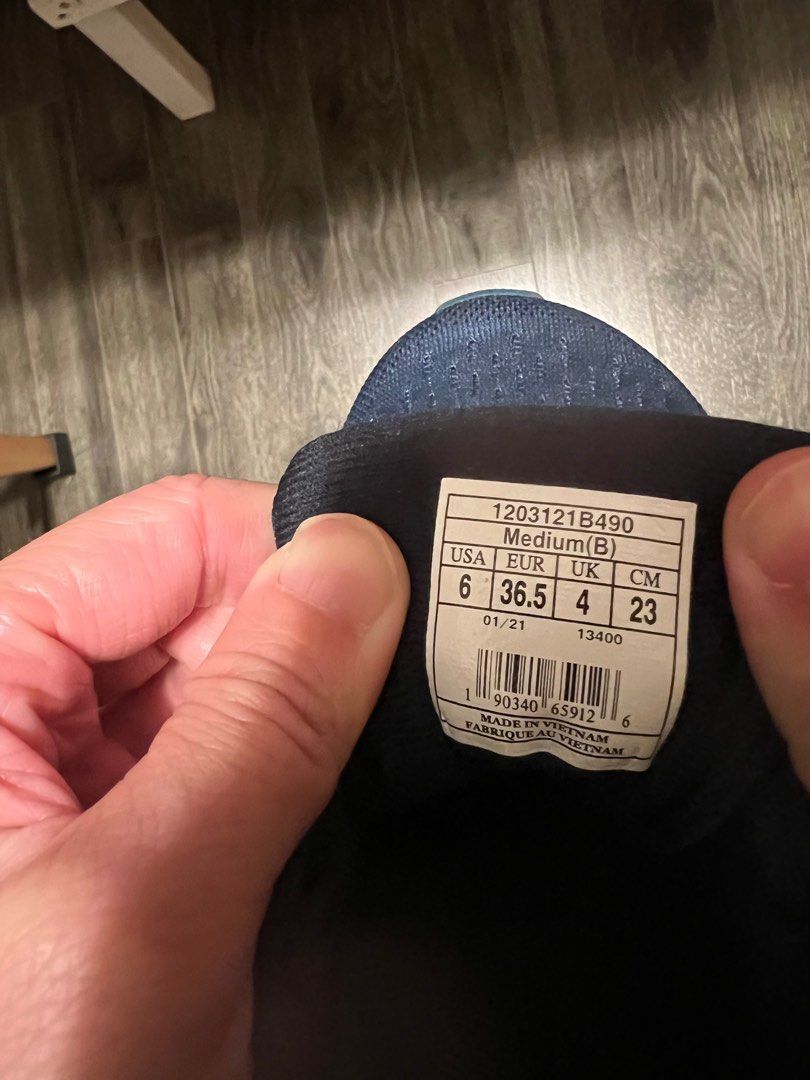 1203121B490
Medium(B)
USA EUR UK CM
6 36.5 4 23
01/21 13400
1 90340 65912 6
MADE IN VIETNAM
FABRIQUE AU VIETNAM